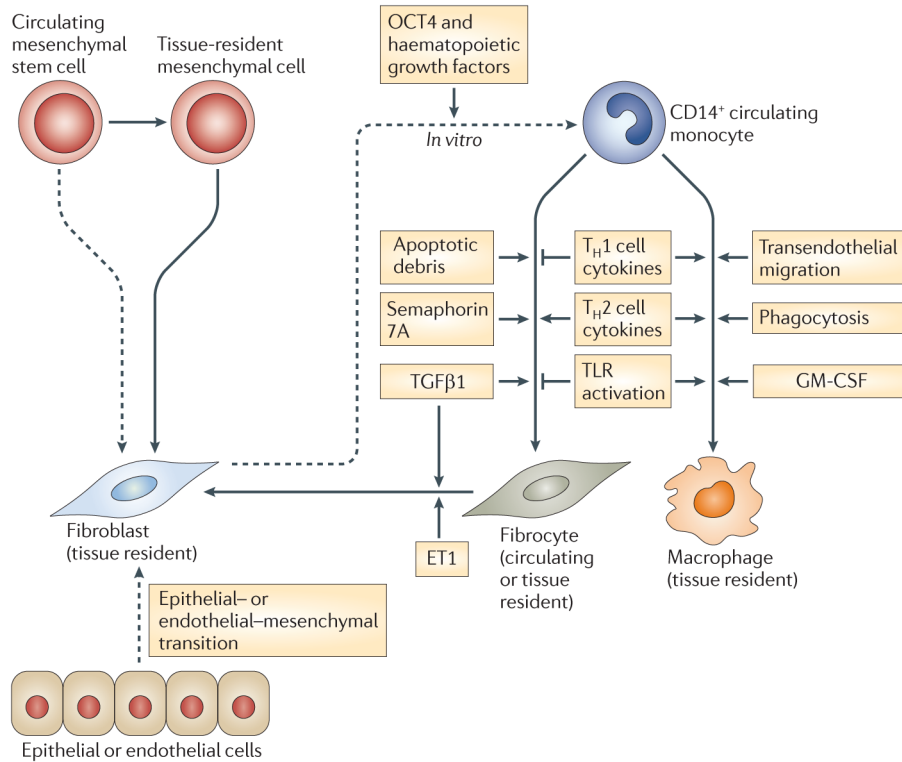 Circulating
mesenchymal
stem cell
Tissue-resident
mesenchymal cell
OCT4 and
haematopoietic
growth factors
In vitro
CD14⁺ circulating
monocyte
Apoptotic
debris
T_H1 cell
cytokines
Transendothelial
migration
Semaphorin
7A
T_H2 cell
cytokines
Phagocytosis
TGFβ1
TLR
activation
GM-CSF
Fibroblast
(tissue resident)
ET1
Fibrocyte
(circulating
or tissue
resident)
Macrophage
(tissue resident)
Epithelial– or
endothelial–mesenchymal
transition
Epithelial or endothelial cells